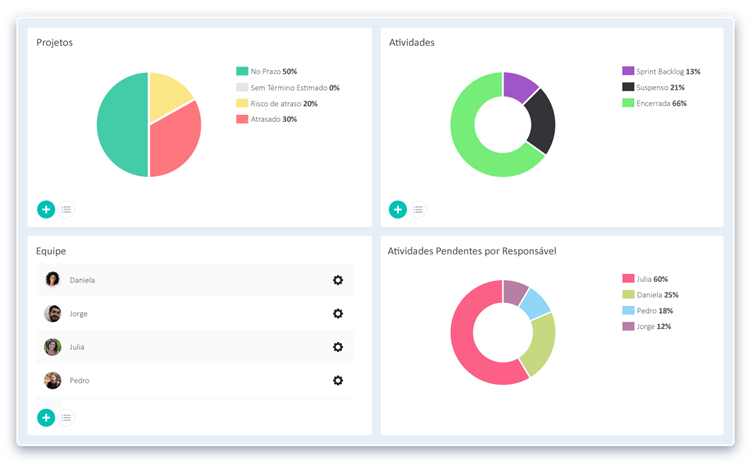 Projetos
No Prazo 50%
Sem Término Estimado 0%
Risco de atraso 20%
Atrasado 30%
Atividades
Sprint Backlog 13%
Suspenso 21%
Encerrada 66%
Equipe
Daniela
Jorge
Julia
Pedro
Atividades Pendentes por Responsável
Julia 60%
Daniela 25%
Pedro 18%
Jorge 12%